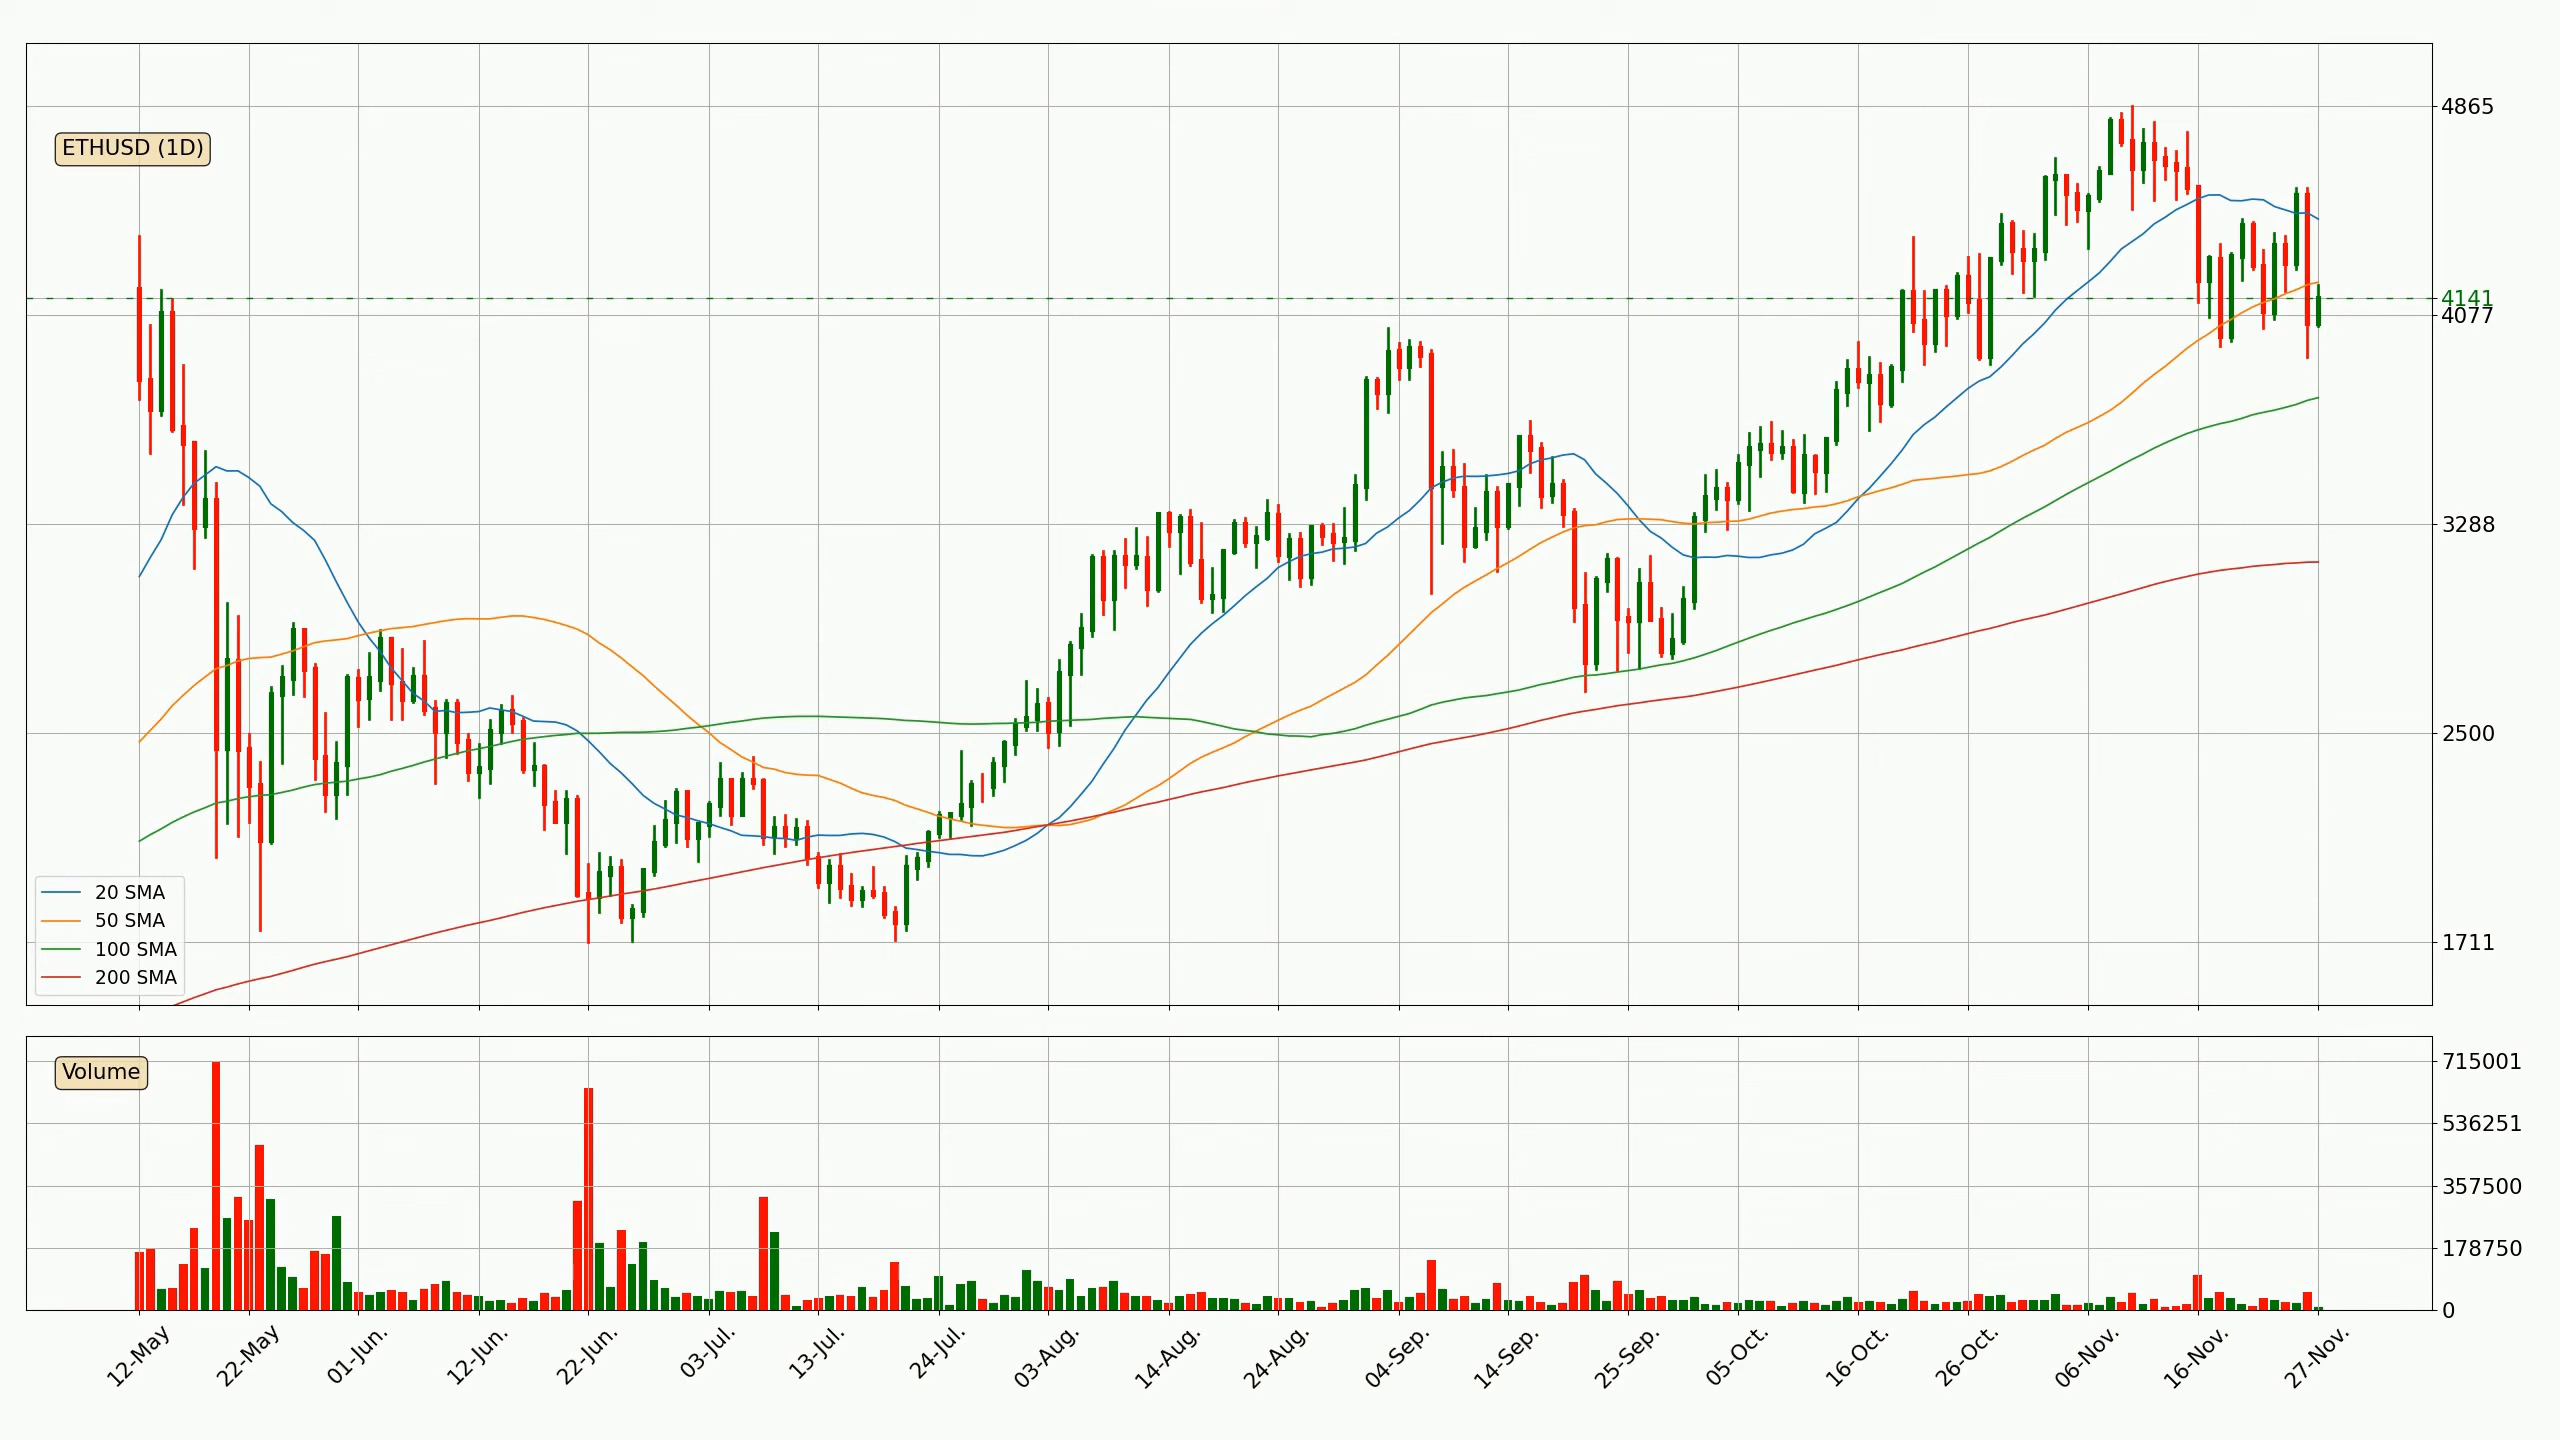 ETHUSD (1D)
4865
4141
4077
3288
2500
1711
20 SMA
50 SMA
100 SMA
200 SMA
Volume
715001
536251
357500
178750
0
12-May
22-May
01-Jun.
12-Jun.
22-Jun.
03-Jul.
13-Jul.
24-Jul.
03-Aug.
14-Aug.
24-Aug.
04-Sep.
14-Sep.
25-Sep.
05-Oct.
16-Oct.
26-Oct.
06-Nov.
16-Nov.
27-Nov.